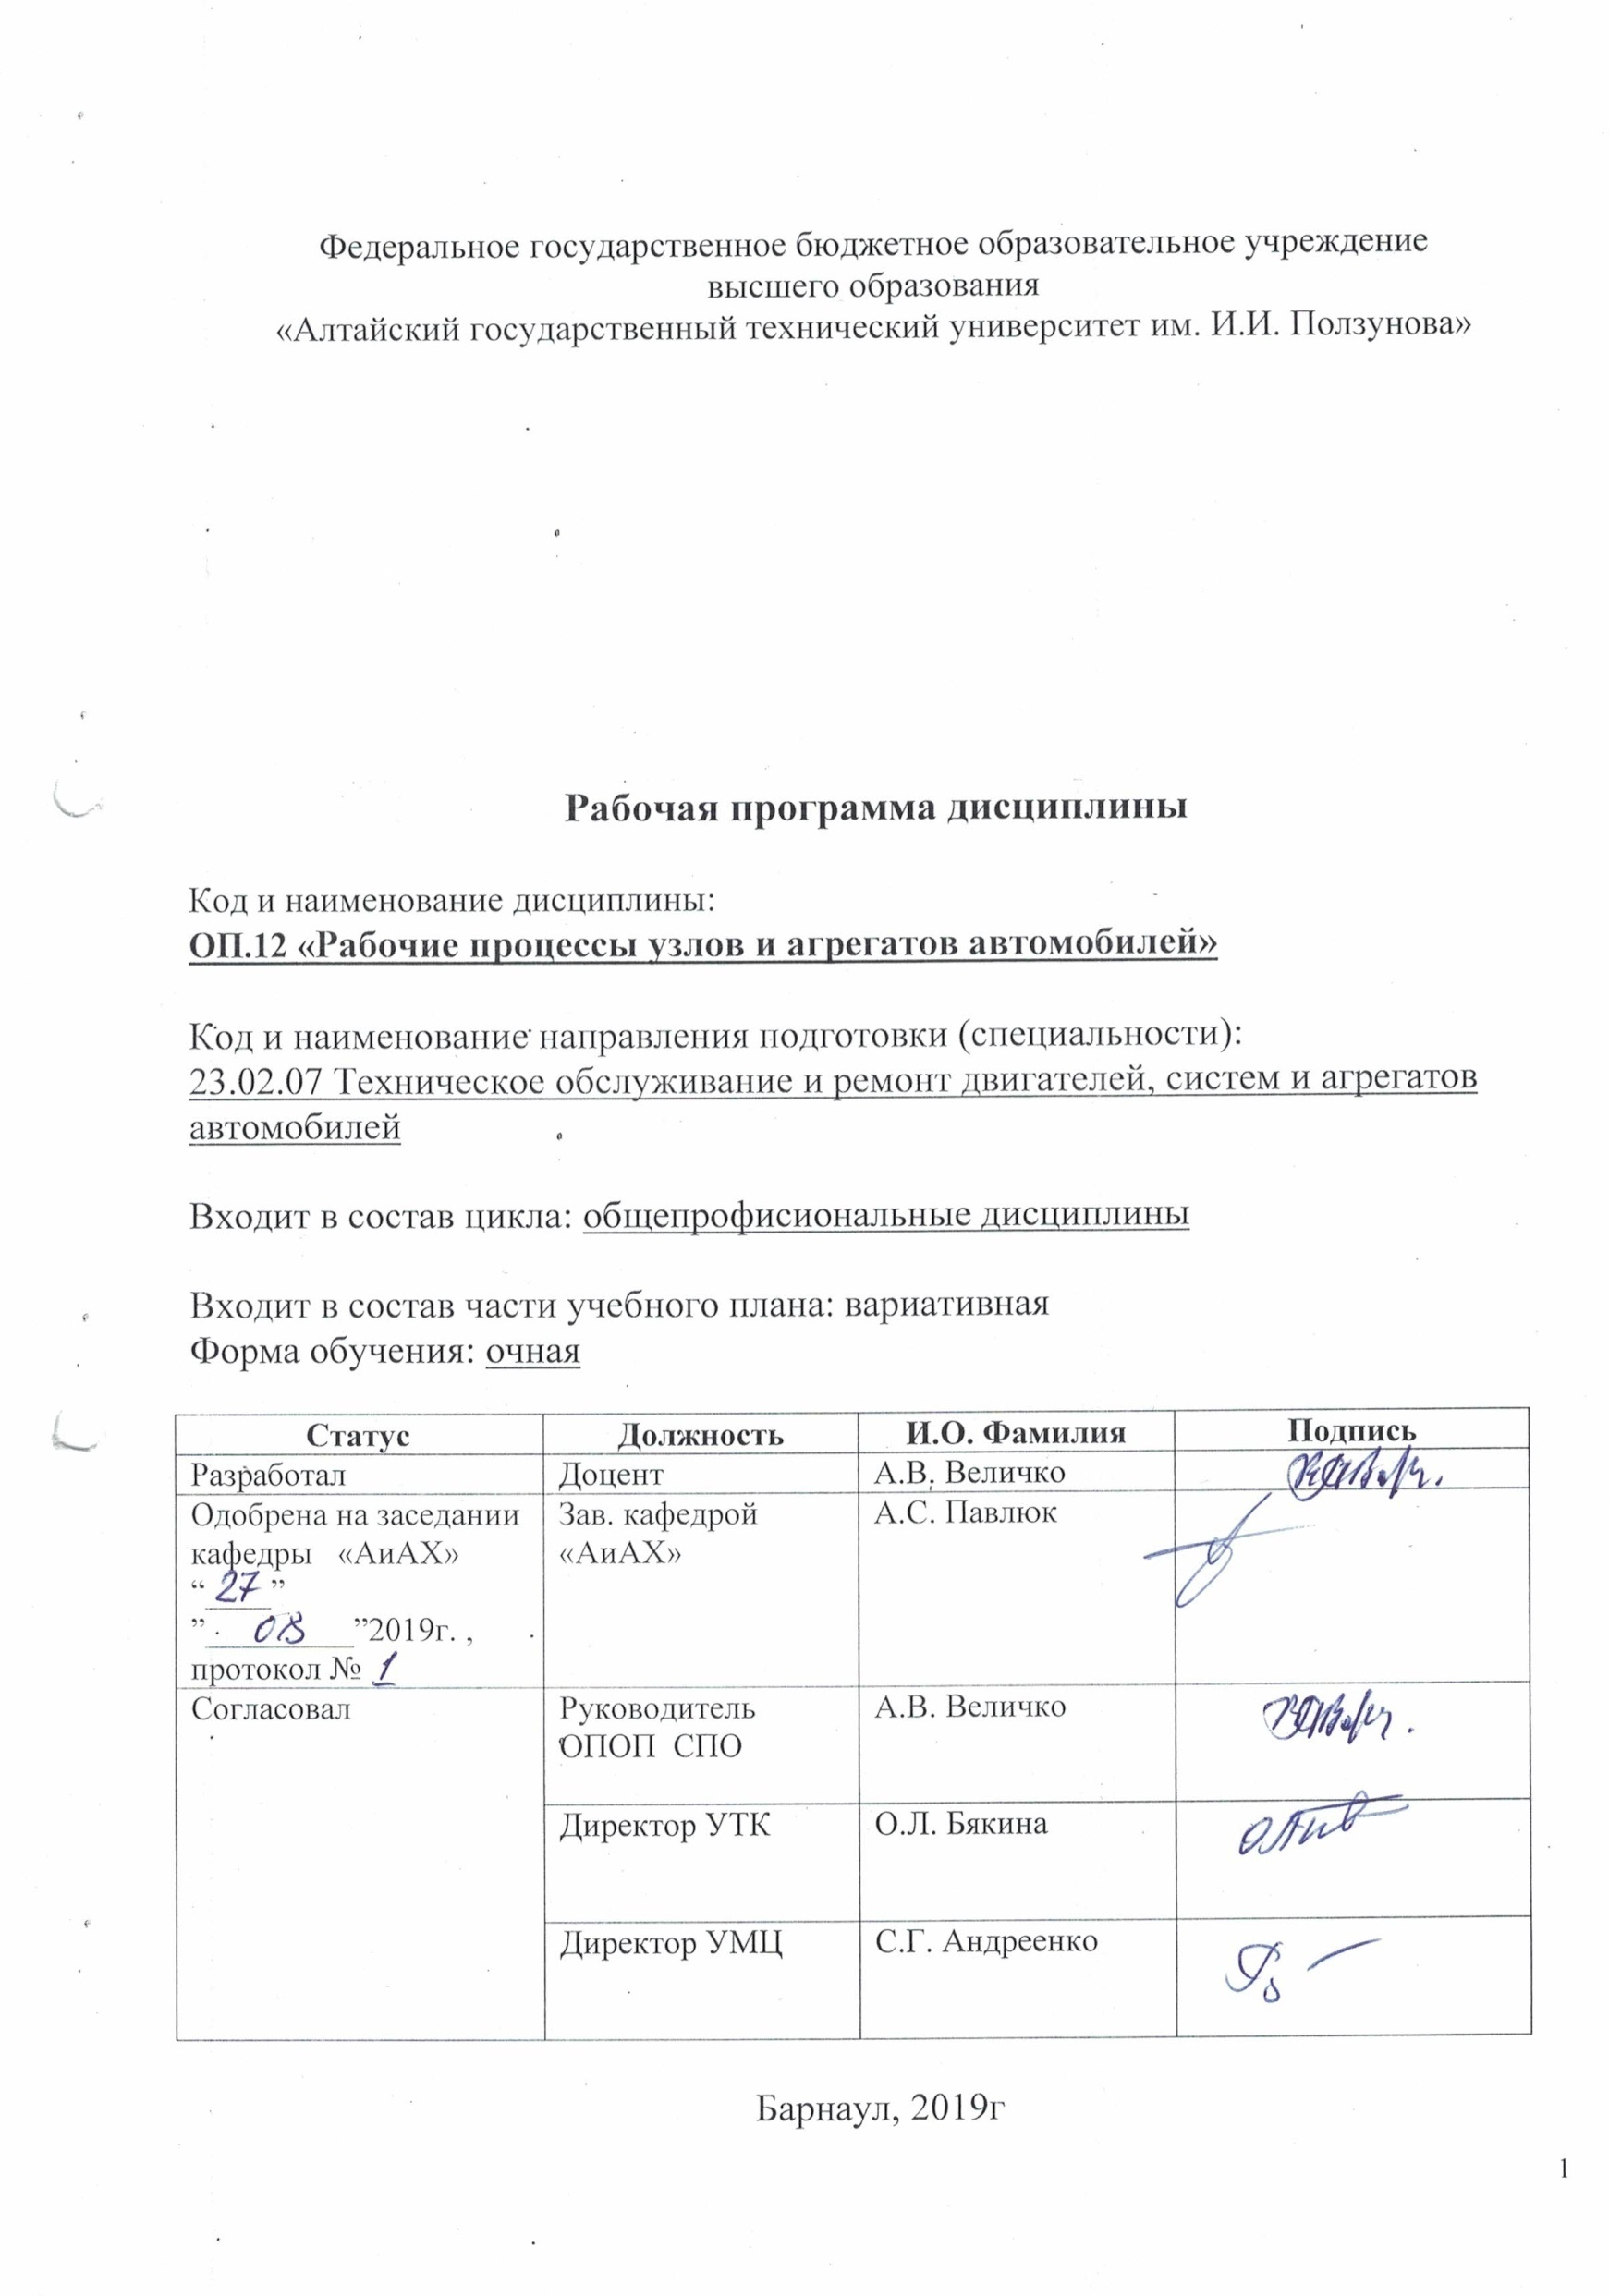 Федеральное государственное бюджетное образовательное учреждение
высшего образования
«Алтайский государственный технический университет им. И.И. Ползунова»
Рабочая программа дисциплины
Код и наименование дисциплины:
ОП.12 «Рабочие процессы узлов и агрегатов автомобилей»
Код и наименование направления подготовки (специальности):
23.02.07 Техническое обслуживание и ремонт двигателей, систем и агрегатов
автомобилей
Входит в состав цикла: общепрофисиональные дисциплины
Входит в состав части учебного плана: вариативная
Форма обучения: очная
Статус Должность И.О. Фамилия Подпись
Разработал Доцент А.В. Величко
Одобрена на заседании Зав. кафедрой А.С. Павлюк
кафедры «АиАХ» «АиАХ»
“ 27 ”
” 08 ”2019г. ,
протокол № 1
Согласовал Руководитель А.В. Величко
ОПОП СПО
Директор УТК О.Л. Бякина
Директор УМЦ С.Г. Андреенко
Барнаул, 2019г
1